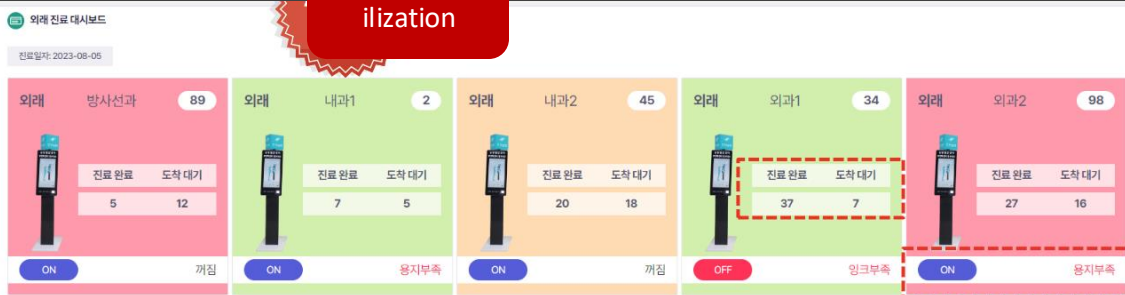 ilization
외래 진료 대시보드
진료일자: 2023-08-05
외래 방사선과 89
진료 완료 도착 대기
5 12
ON 꺼짐
외래 내과1 2
진료 완료 도착 대기
7 5
ON 용지부족
외래 내과2 45
진료 완료 도착 대기
20 18
ON 꺼짐
외래 외과1 34
진료 완료 도착 대기
37 7
OFF 잉크부족
외래 외과2 98
진료 완료 도착 대기
27 16
ON 용지부족